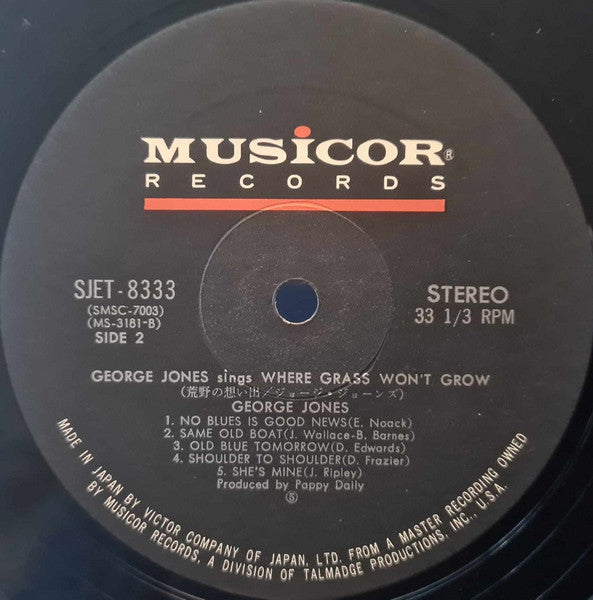 MUSICOR®
RECORDS
SJET-8333
(SMSC-7003)
(MS-3181-B)
SIDE 2
STEREO
33 1/3 RPM
GEORGE JONES sings WHERE GRASS WON'T GROW
(荒野の想い出/ジョージ・ジョーンズ)
GEORGE JONES
1. NO BLUES IS GOOD NEWS(E. Noack)
2. SAME OLD BOAT(J. Wallace-B. Barnes)
3. OLD BLUE TOMORROW(D. Edwards)
4. SHOULDER TO SHOULDER(D. Frazier)
5. SHE'S MINE(J. Ripley)
Produced by Pappy Daily
⑤
MADE IN JAPAN BY VICTOR COMPANY OF JAPAN, LTD. FROM A MASTER RECORDING OWNED
BY MUSICOR RECORDS, A DIVISION OF TALMADGE PRODUCTIONS, INC., U.S.A.